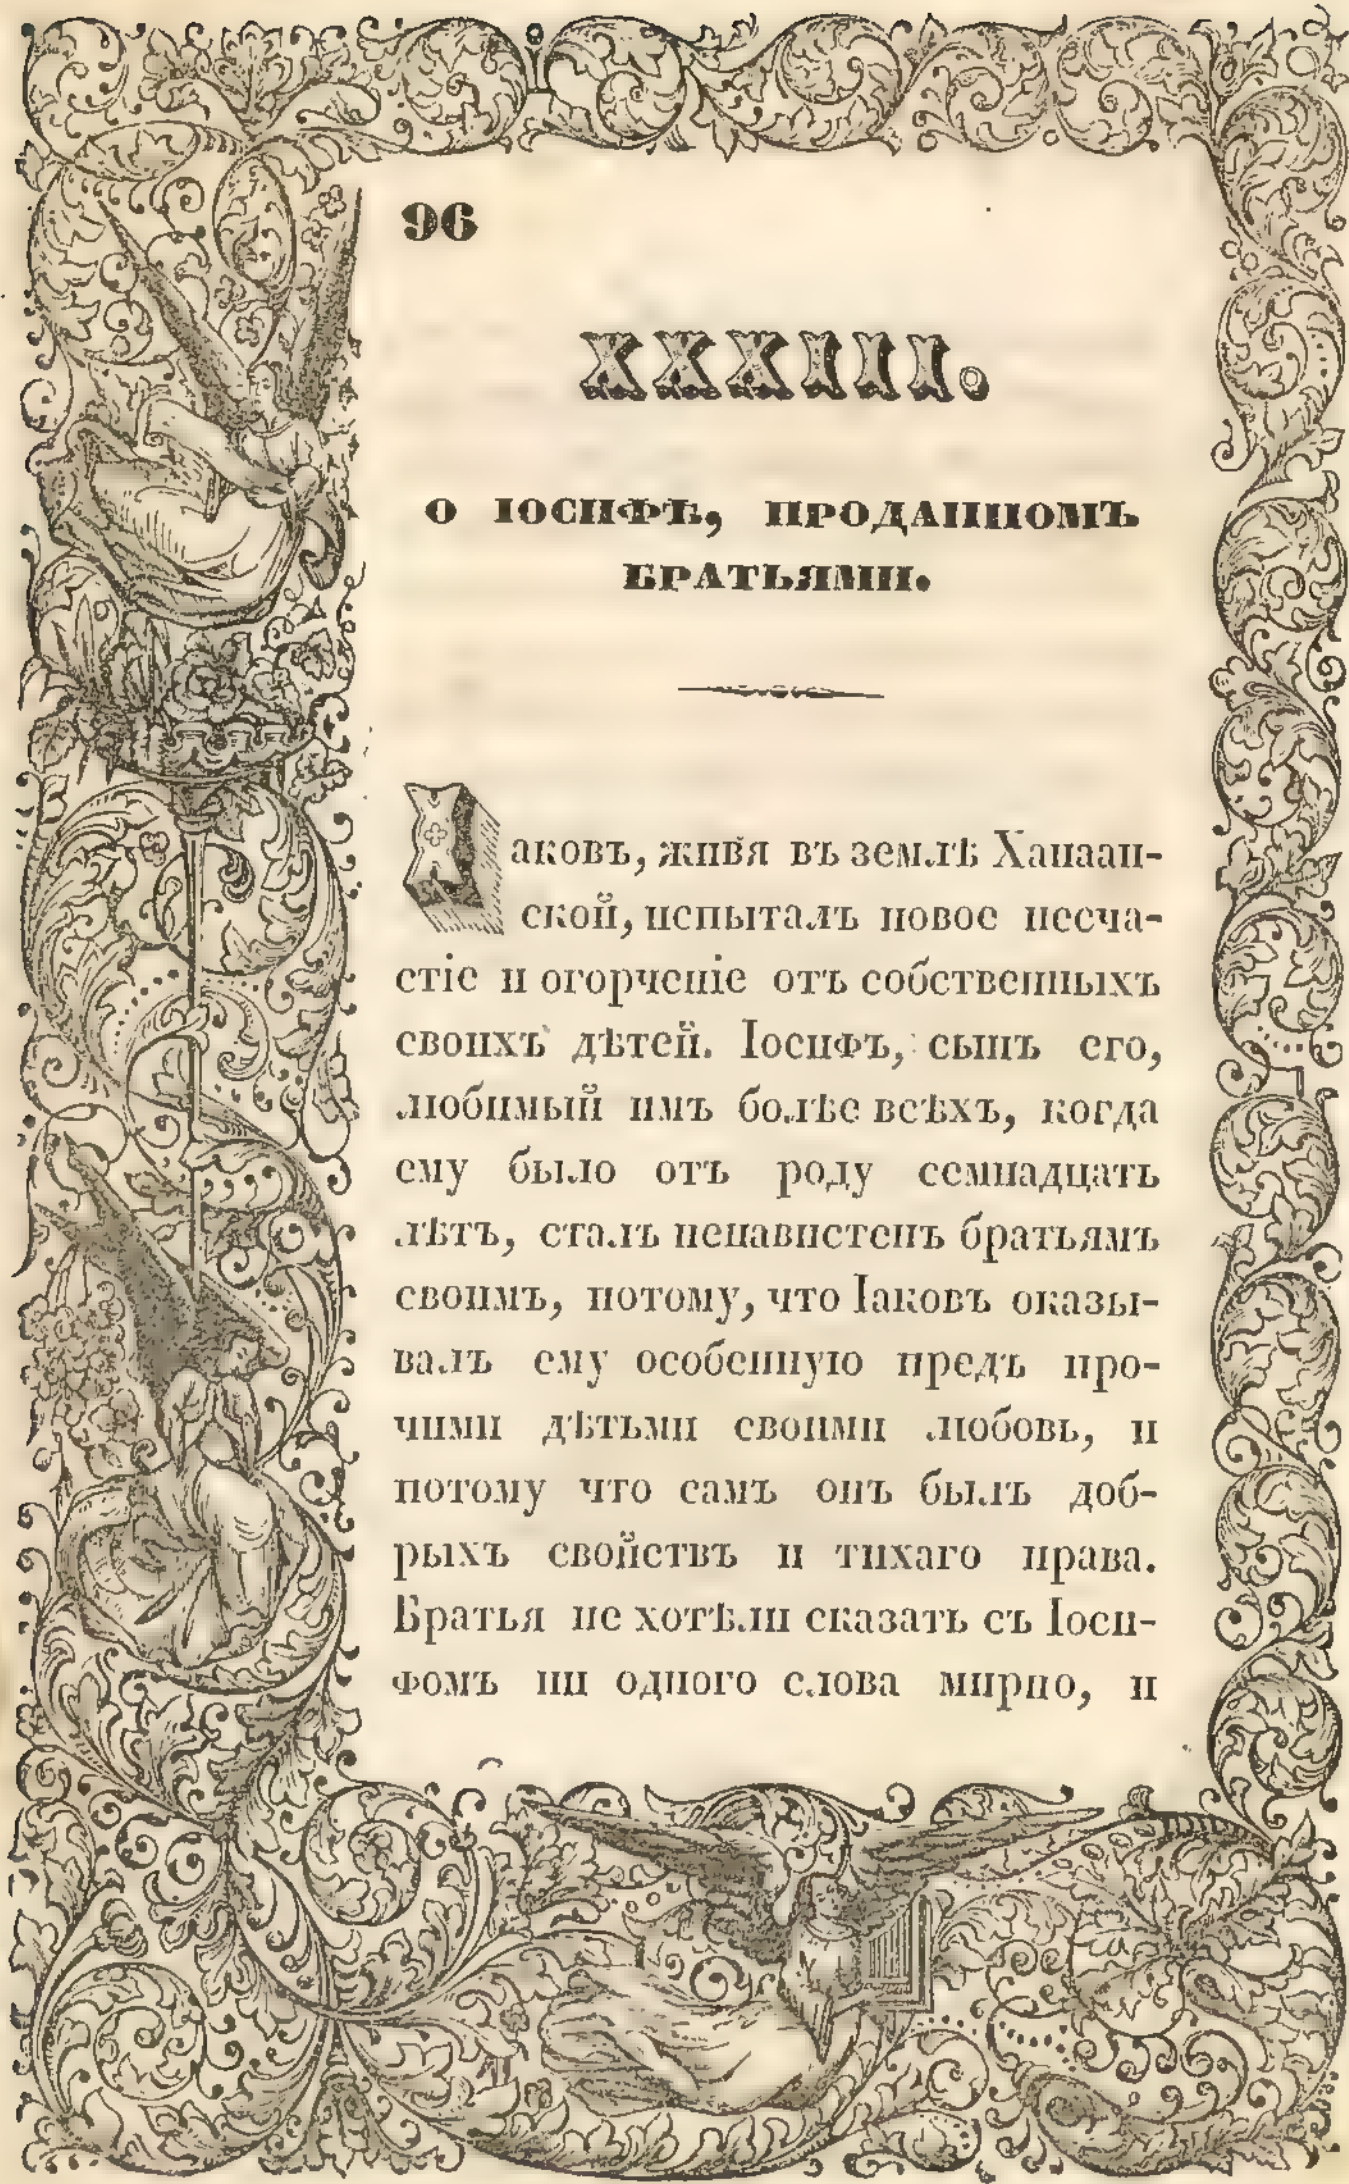 96
XXXIII.
О ІОСИФѢ, ПРОДАННОМЪ
БРАТЬЯМИ.
Іаковъ, живя въ землѣ Ханаан-
ской, испыталъ новое несча-
стіе и огорченіе отъ собственныхъ
своихъ дѣтей. Іосифъ, сынъ его,
любимый имъ болѣе всѣхъ, когда
ему было отъ роду семнадцать
лѣтъ, сталъ ненавистенъ братьямъ
своимъ, потому, что Іаковъ оказы-
валъ ему особенную предъ про-
чими дѣтьми своими любовь, и
потому что самъ онъ былъ доб-
рыхъ свойствъ и тихаго нрава.
Братья не хотѣли сказать съ Іоси-
фомъ ни одного слова мирно, и